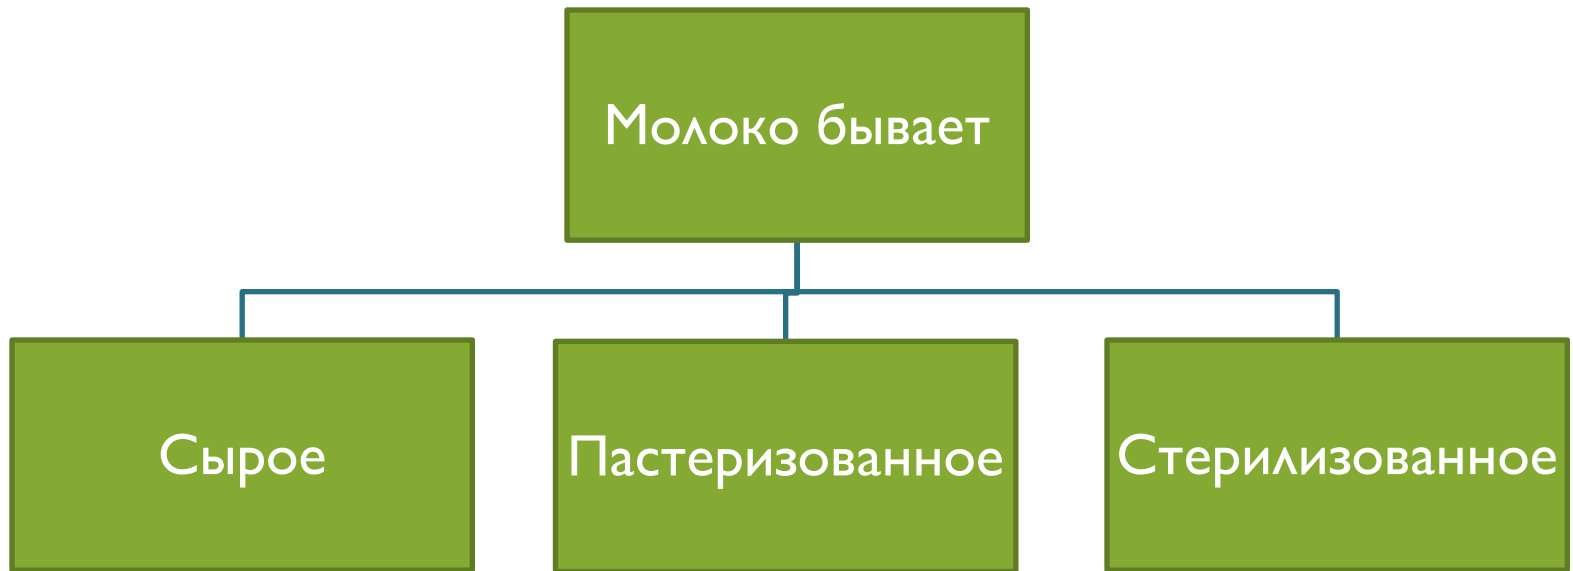 Молоко бывает
Сырое
Пастеризованное
Стерилизованное